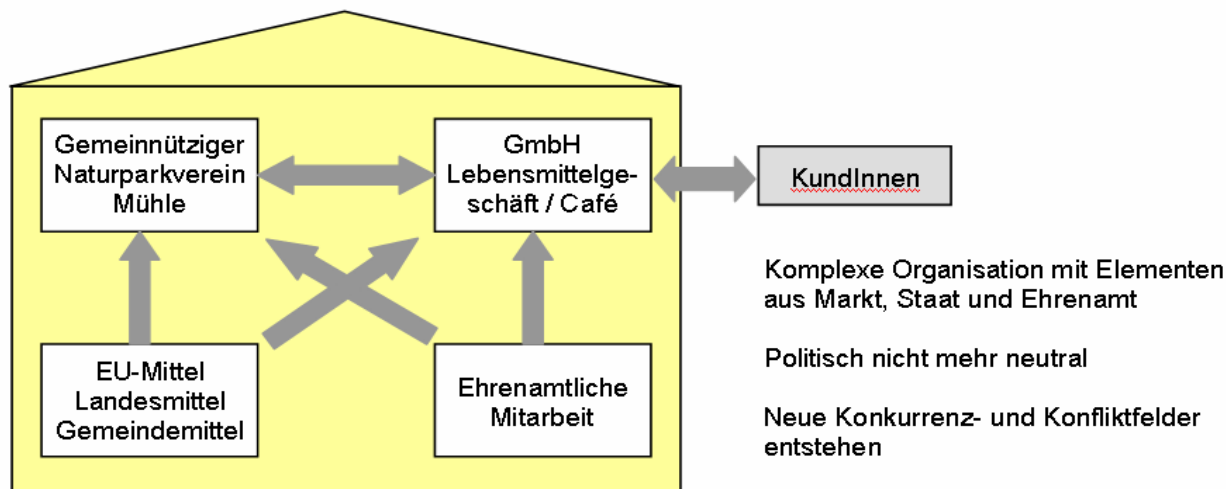 Gemeinnütziger
Naturparkverein
Mühle
GmbH
Lebensmittelge-
schäft / Café
KundInnen
EU-Mittel
Landesmittel
Gemeindemittel
Ehrenamtliche
Mitarbeit
Komplexe Organisation mit Elementen
aus Markt, Staat und Ehrenamt
Politisch nicht mehr neutral
Neue Konkurrenz- und Konfliktfelder
entstehen